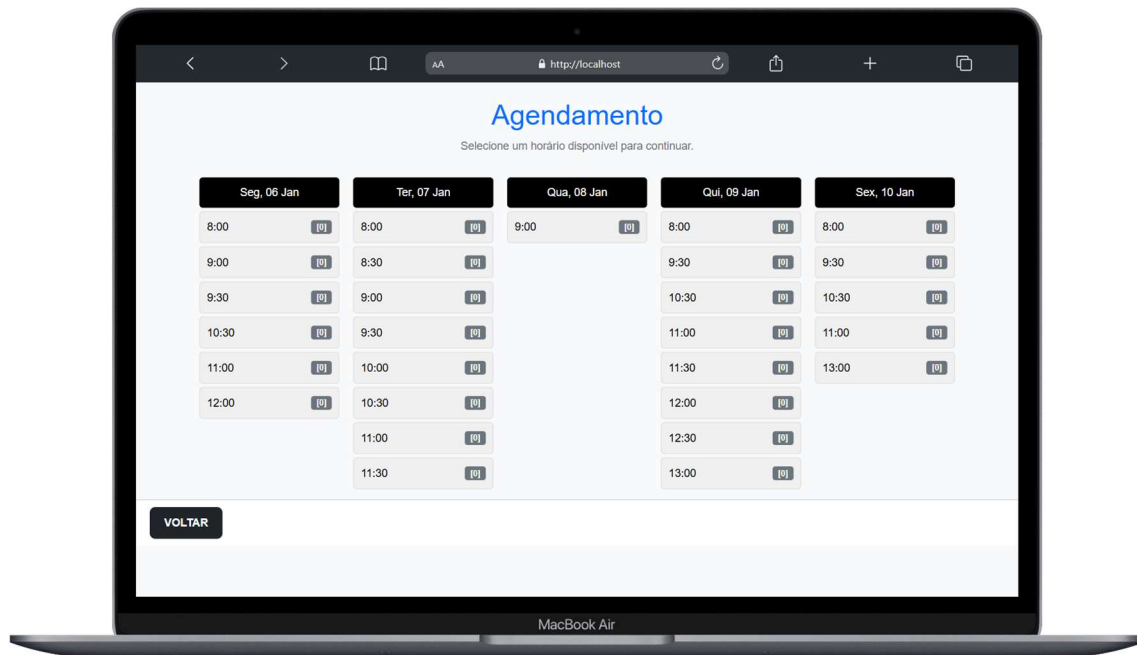 AA http://localhost
Agendamento
Selecione um horário disponível para continuar.
Seg, 06 Jan
8:00 [0]
9:00 [0]
9:30 [0]
10:30 [0]
11:00 [0]
12:00 [0]
Ter, 07 Jan
8:00 [0]
8:30 [0]
9:00 [0]
9:30 [0]
10:00 [0]
10:30 [0]
11:00 [0]
11:30 [0]
Qua, 08 Jan
9:00 [0]
Qui, 09 Jan
8:00 [0]
9:30 [0]
10:30 [0]
11:00 [0]
11:30 [0]
12:00 [0]
12:30 [0]
13:00 [0]
Sex, 10 Jan
8:00 [0]
9:30 [0]
10:30 [0]
11:00 [0]
13:00 [0]
VOLTAR
MacBook Air